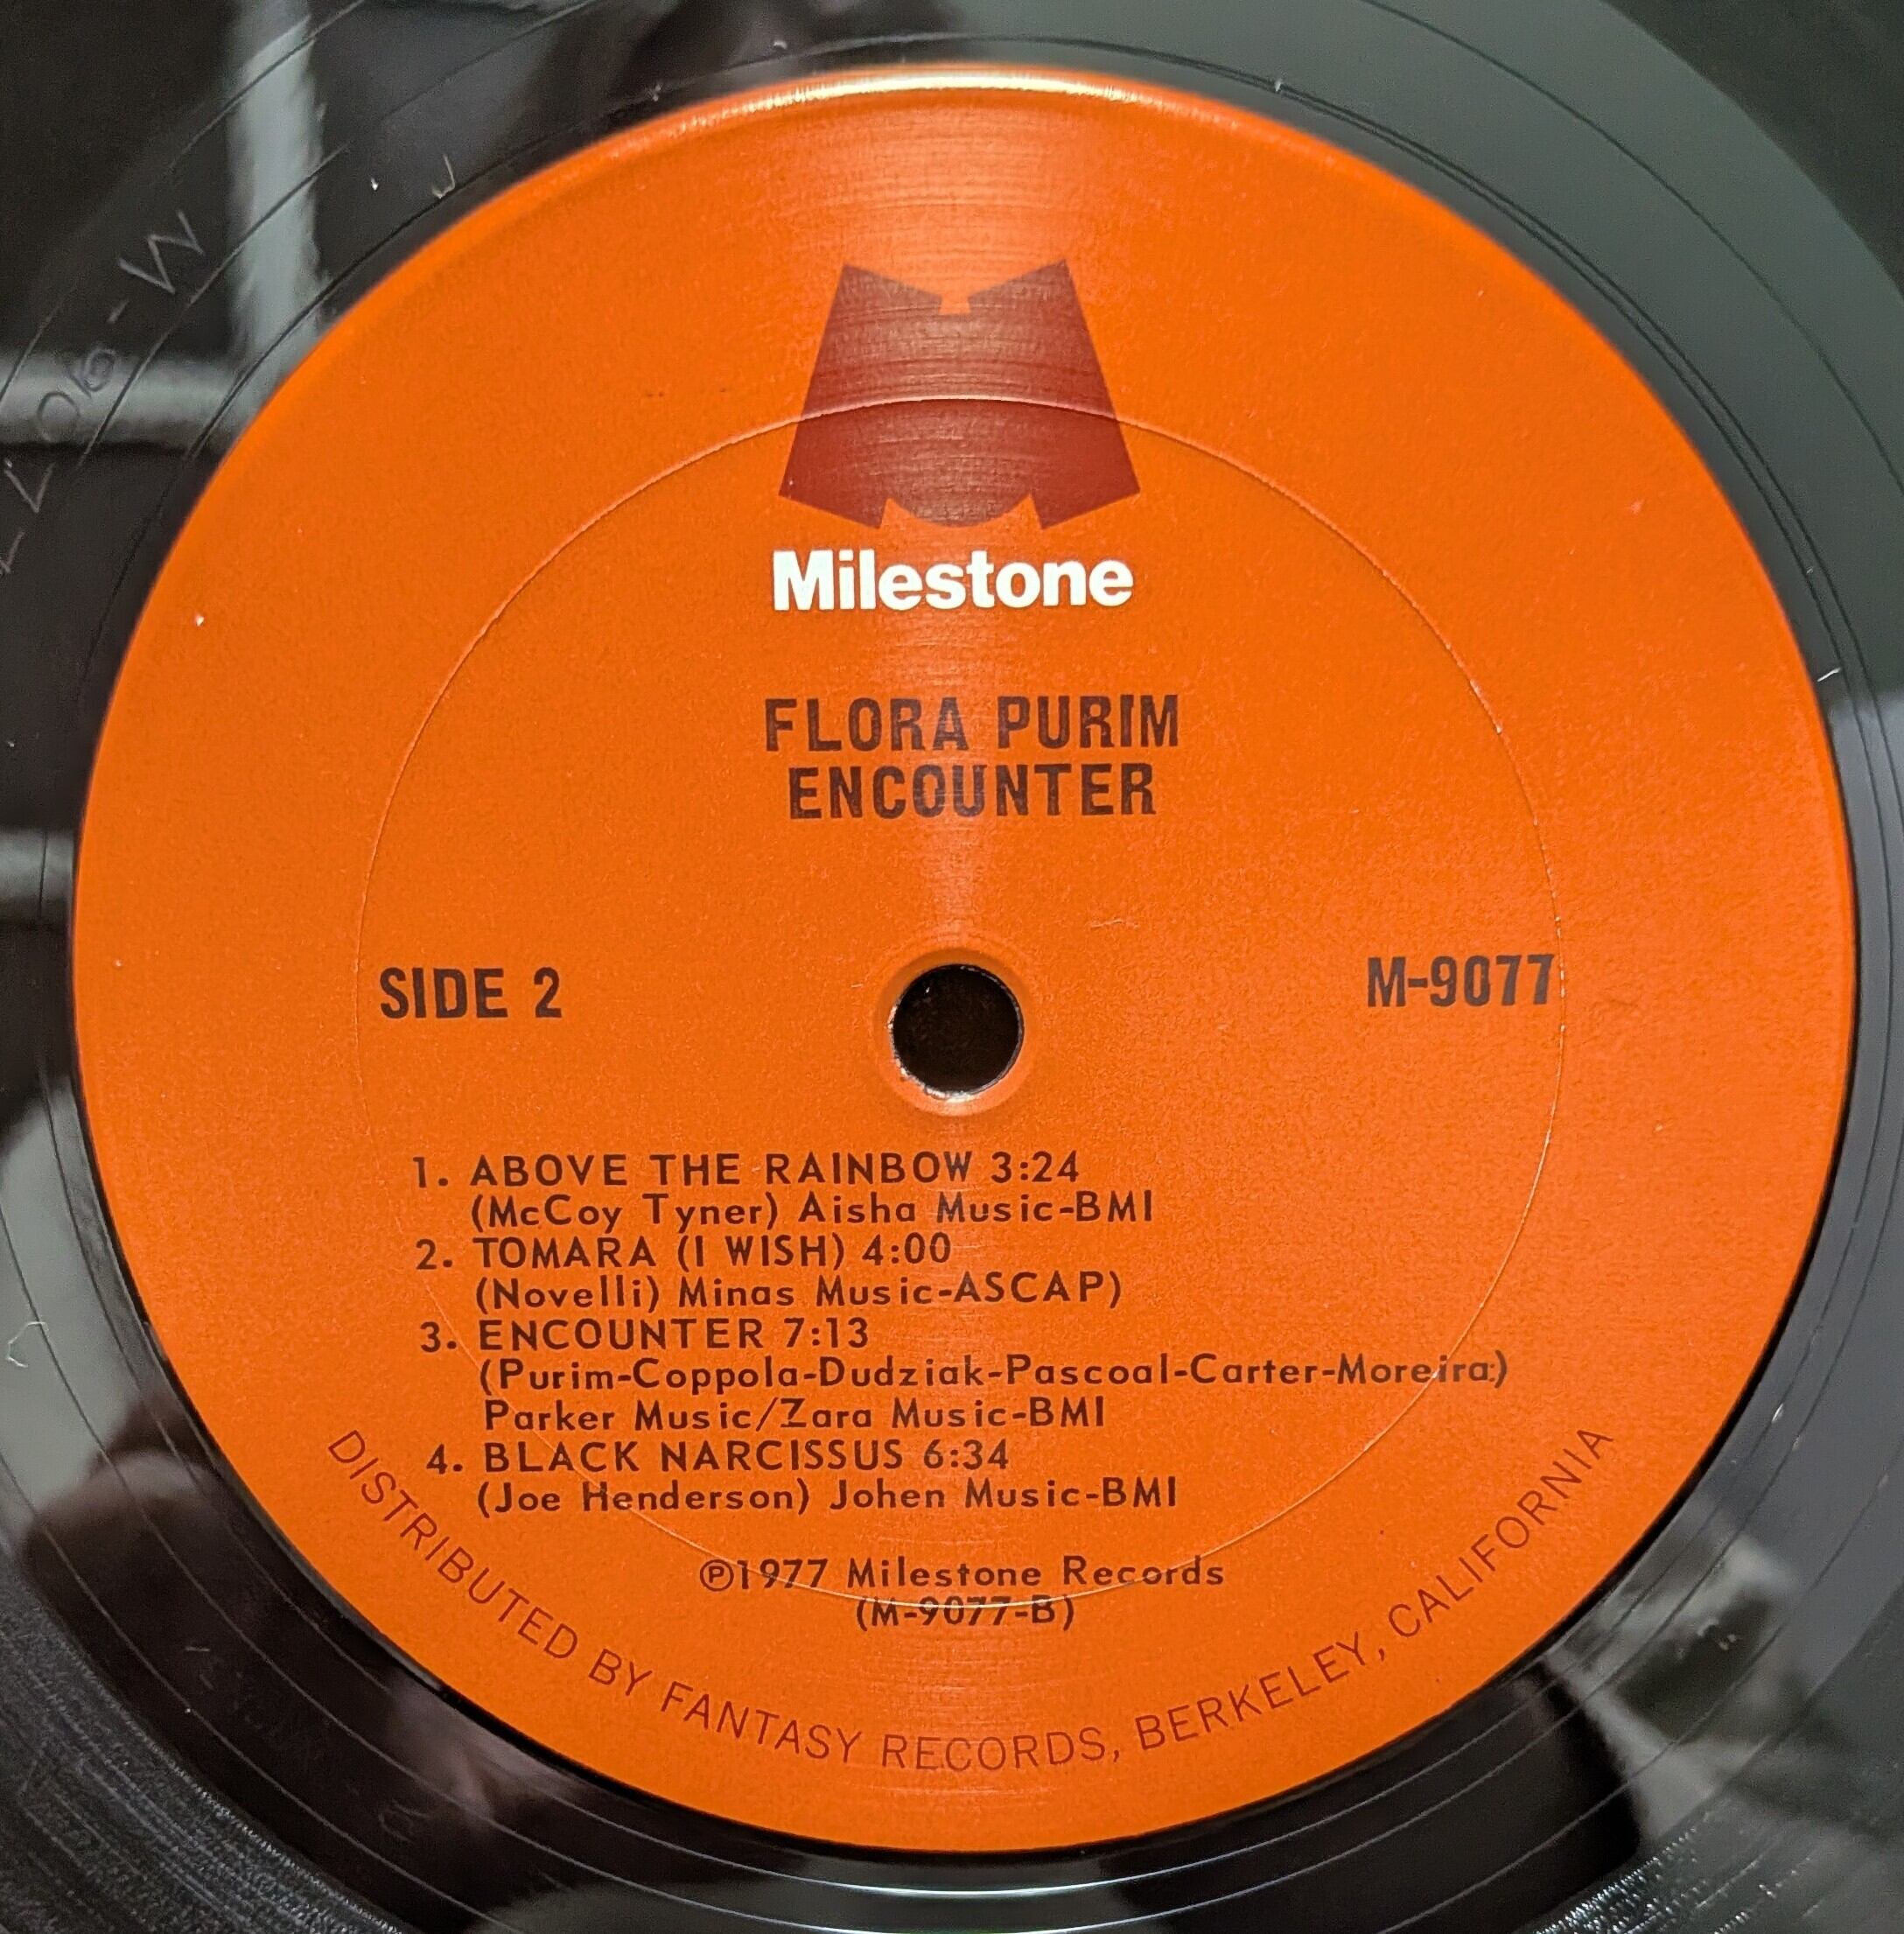 Milestone
FLORA PURIM
ENCOUNTER
SIDE 2
M-9077
1. ABOVE THE RAINBOW 3:24
(McCoy Tyner) Aisha Music-BMI
2. TOMARA (I WISH) 4:00
(Novelli) Minas Music-ASCAP)
3. ENCOUNTER 7:13
(Purim-Coppola-Dudziak-Pascoal-Carter-Moreira)
Parker Music/Zara Music-BMI
4. BLACK NARCISSUS 6:34
(Joe Henderson) Johen Music-BMI
℗1977 Milestone Records
(M-9077-B)
DISTRIBUTED BY FANTASY RECORDS, BERKELEY, CALIFORNIA